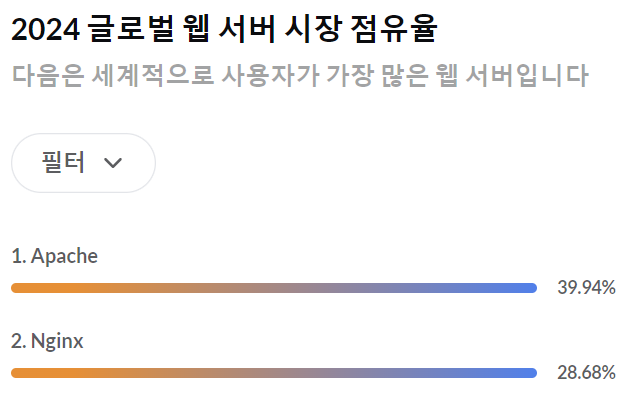 2024 글로벌 웹 서버 시장 점유율
다음은 세계적으로 사용자가 가장 많은 웹 서버입니다
필터
1. Apache
39.94%
2. Nginx
28.68%